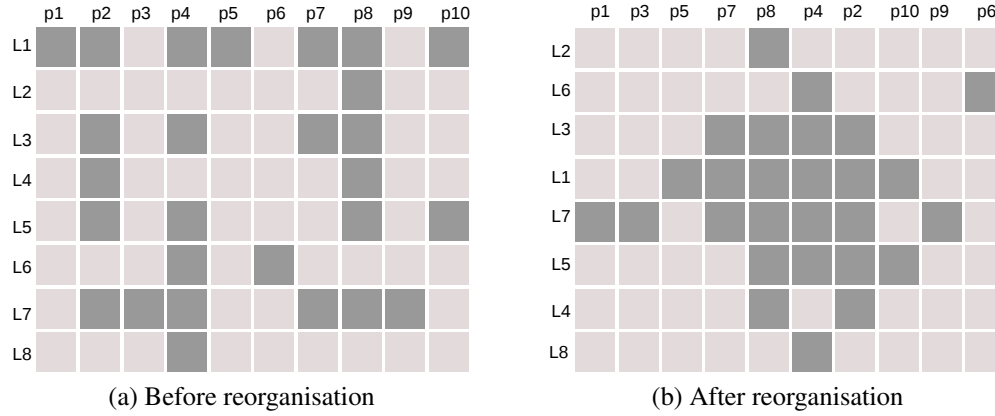 p1 p2 p3 p4 p5 p6 p7 p8 p9 p10
L1
L2
L3
L4
L5
L6
L7
L8
(a) Before reorganisation
p1 p3 p5 p7 p8 p4 p2 p10 p9 p6
L2
L6
L3
L1
L7
L5
L4
L8
(b) After reorganisation